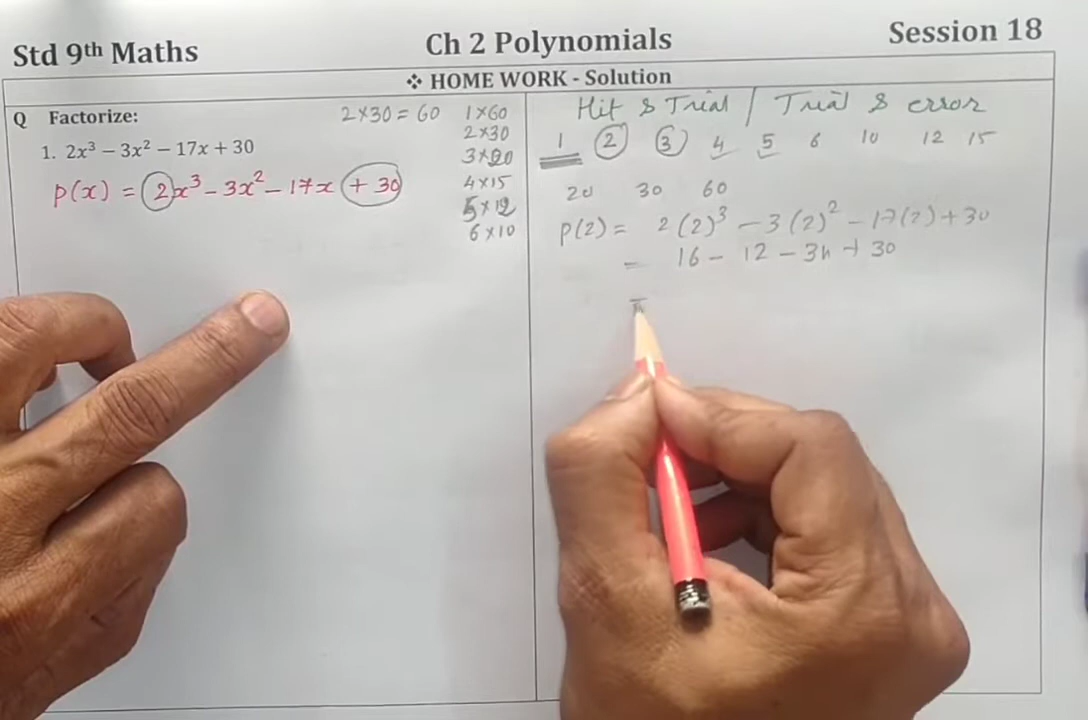 Std 9th Maths Ch 2 Polynomials Session 18
❖ HOME WORK - Solution
Q Factorize:
1. 2x³ – 3x² – 17x + 30
p(x) = 2x³ – 3x² – 17x + 30
2×30 = 60
1×60
2×30
3×20
4×15
5×12
6×10
Hit & Trial / Trial & error
1 2 3 4 5 6 10 12 15
20 30 60
p(2) = 2(2)³ – 3(2)² – 17(2) + 30
= 16 – 12 – 34 + 30
=